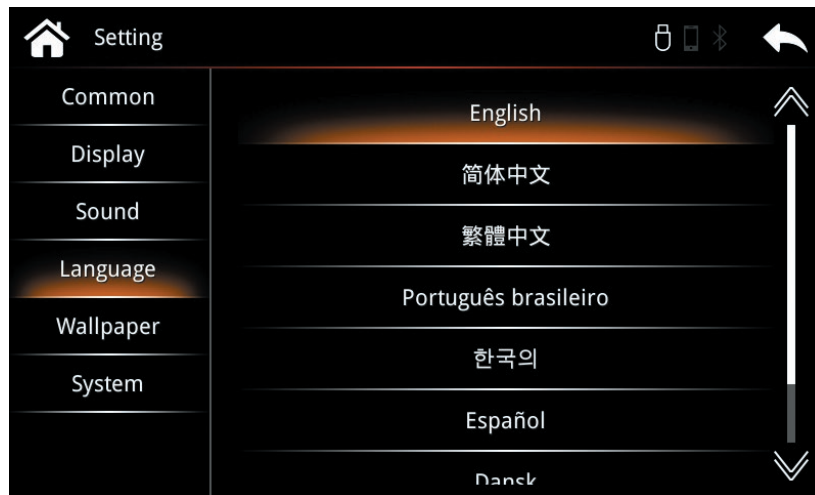 Setting
Common
Display
Sound
Language
Wallpaper
System
English
简体中文
繁體中文
Português brasileiro
한국의
Español
Dansk